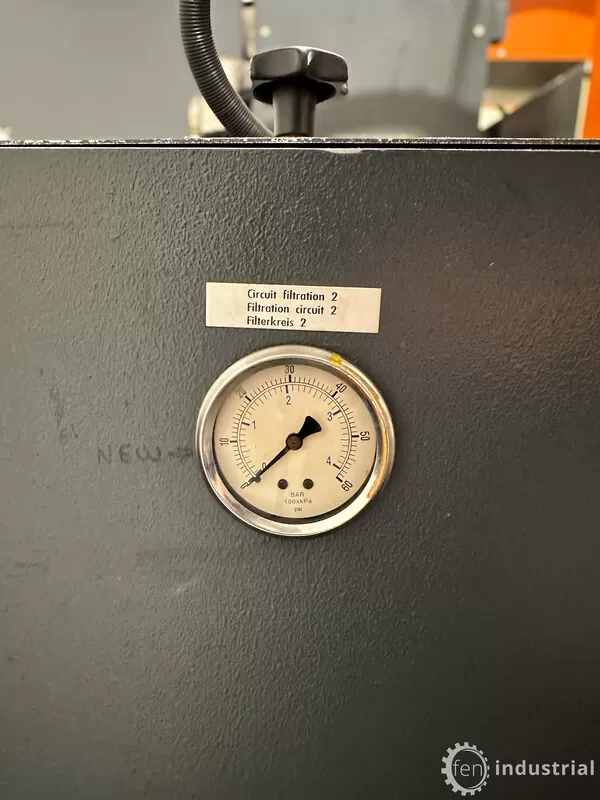 Circuit filtration 2
Filtration circuit 2
Filterkreis 2
30
20
40
2
10
1
3
50
0
4
60
BAR
100xkPa
psi
NEW→
fen industrial